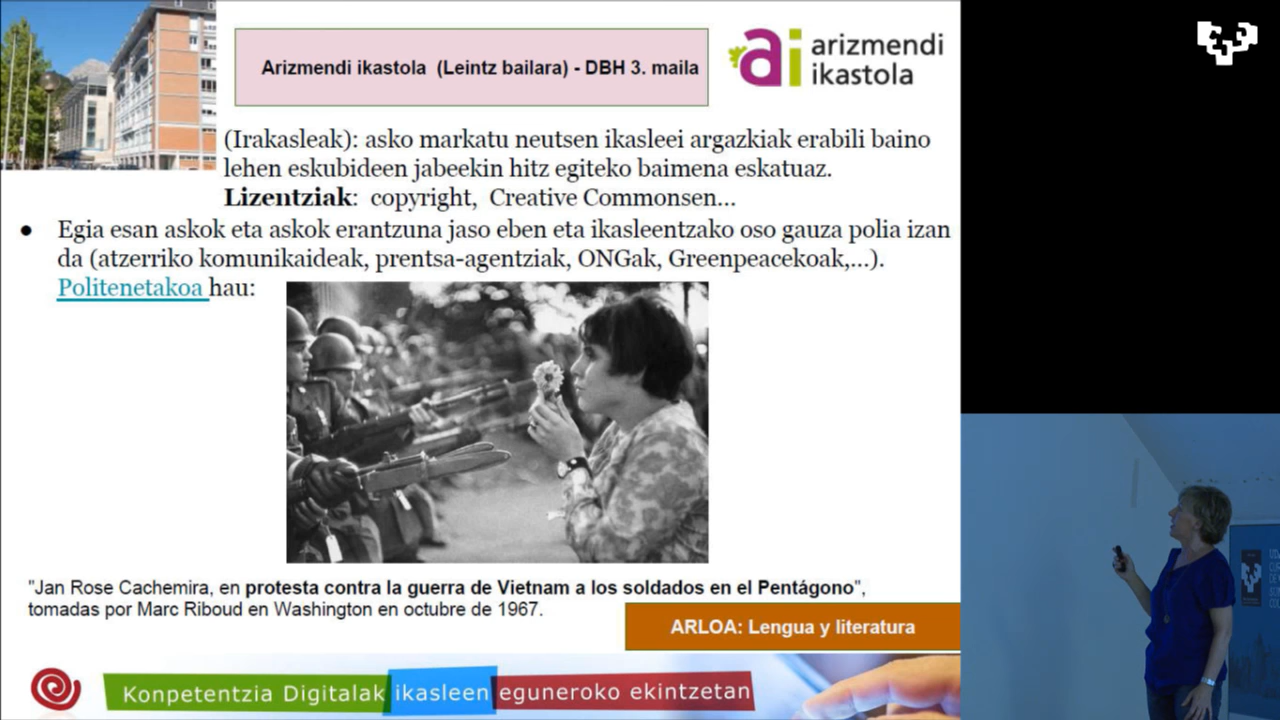 Arizmendi ikastola (Leintz bailara) - DBH 3. maila
ai arizmendi
ikastola
(Irakasleak): asko markatu neutsen ikasleei argazkiak erabili baino
lehen eskubideen jabeekin hitz egiteko baimena eskatuaz.
Lizentziak: copyright, Creative Commonsen...
● Egia esan askok eta askok erantzuna jaso eben eta ikasleentzako oso gauza polia izan
da (atzerriko komunikaideak, prentsa-agentziak, ONGak, Greenpeacekoak,...).
Politenetakoa hau:
"Jan Rose Cachemira, en protesta contra la guerra de Vietnam a los soldados en el Pentágono",
tomadas por Marc Riboud en Washington en octubre de 1967.
ARLOA: Lengua y literatura
Konpetentzia Digitalak ikasleen eguneroko ekintzetan